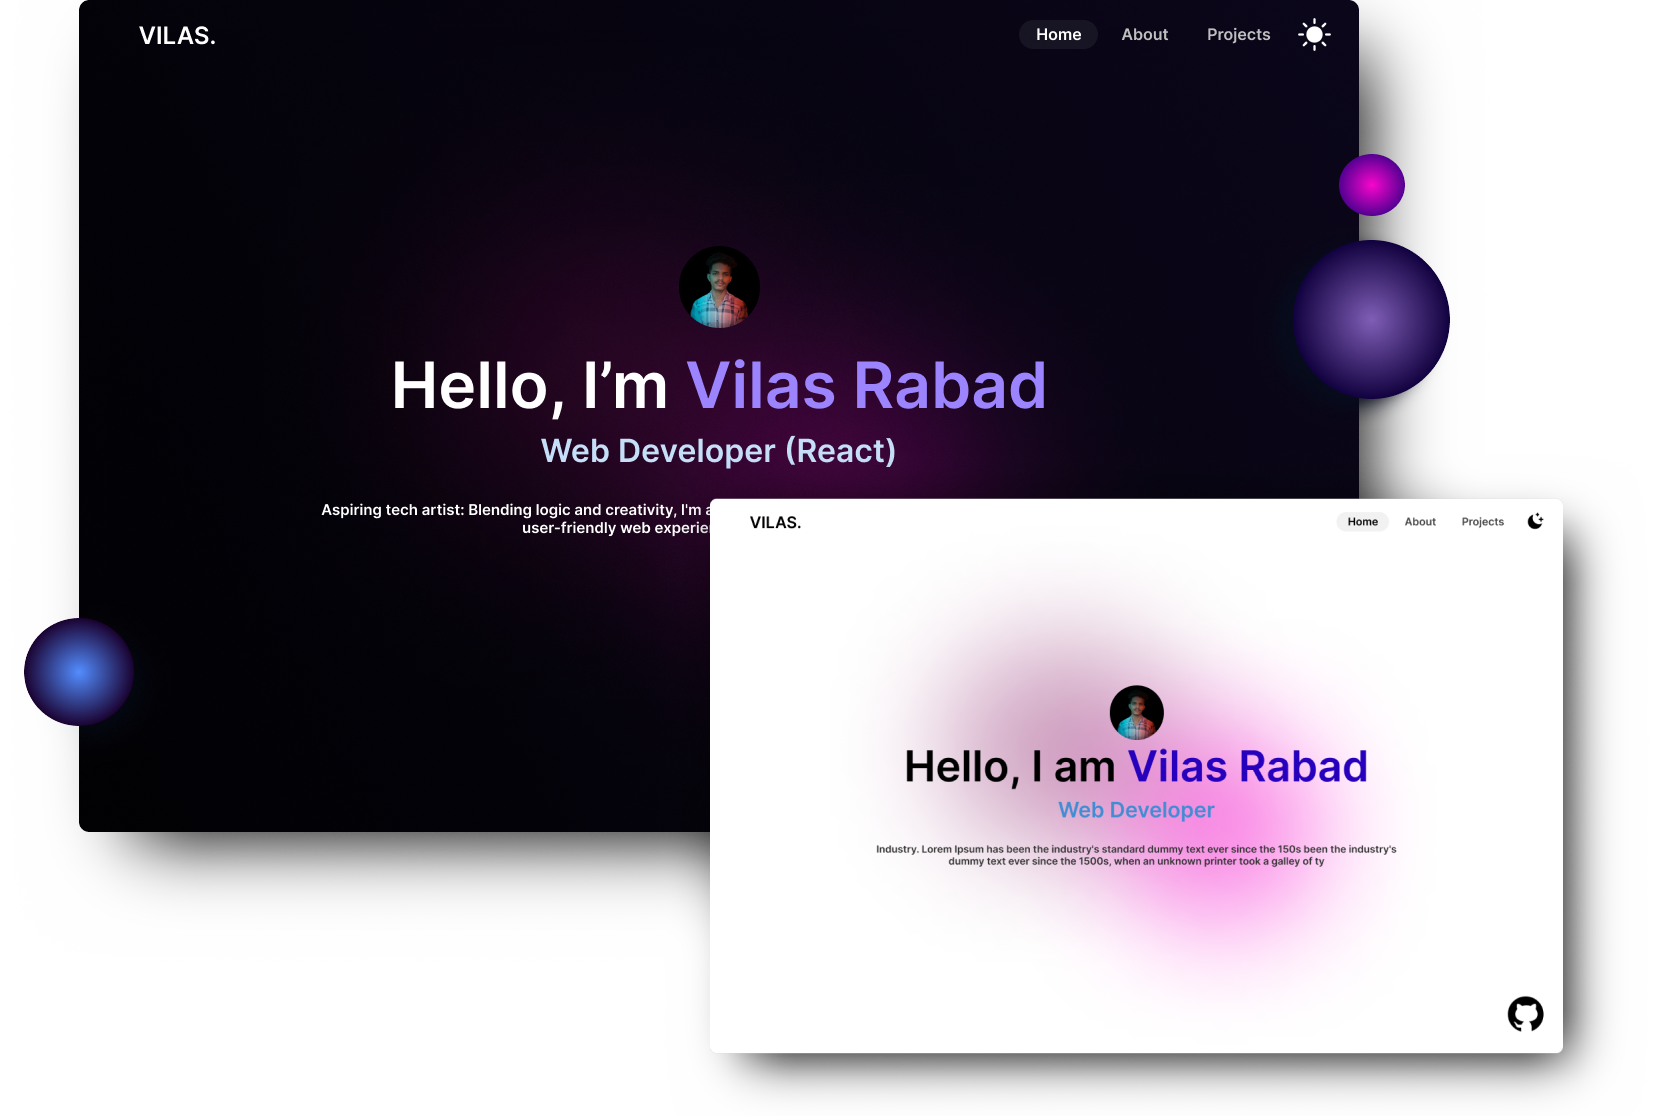 VILAS.
Home About Projects
Hello, I’m Vilas Rabad
Web Developer (React)
Aspiring tech artist: Blending logic and creativity, I'm a
user-friendly web
VILAS.
Home About Projects
Hello, I am Vilas Rabad
Web Developer
Industry. Lorem Ipsum has been the industry's standard dummy text ever since the 150s been the industry's
dummy text ever since the 1500s, when an unknown printer took a galley of ty